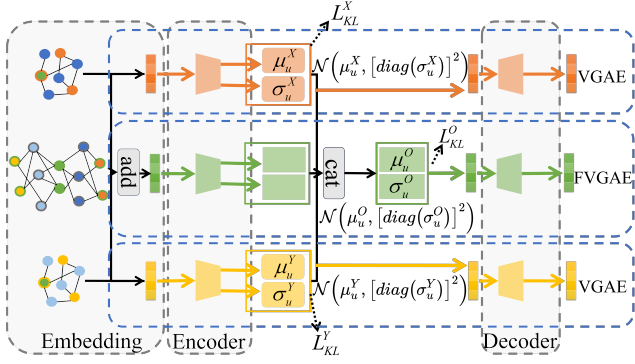 L_{KL}^{X}
μ_u^X
σ_u^X
𝒩(μ_u^X, [diag(σ_u^X)]^2)
VGAE
add
cat
μ_u^O
σ_u^O
L_{KL}^{O}
FVGAE
𝒩(μ_u^O, [diag(σ_u^O)]^2)
μ_u^Y
σ_u^Y
𝒩(μ_u^Y, [diag(σ_u^Y)]^2)
VGAE
L_{KL}^{Y}
Embedding
Encoder
Decoder